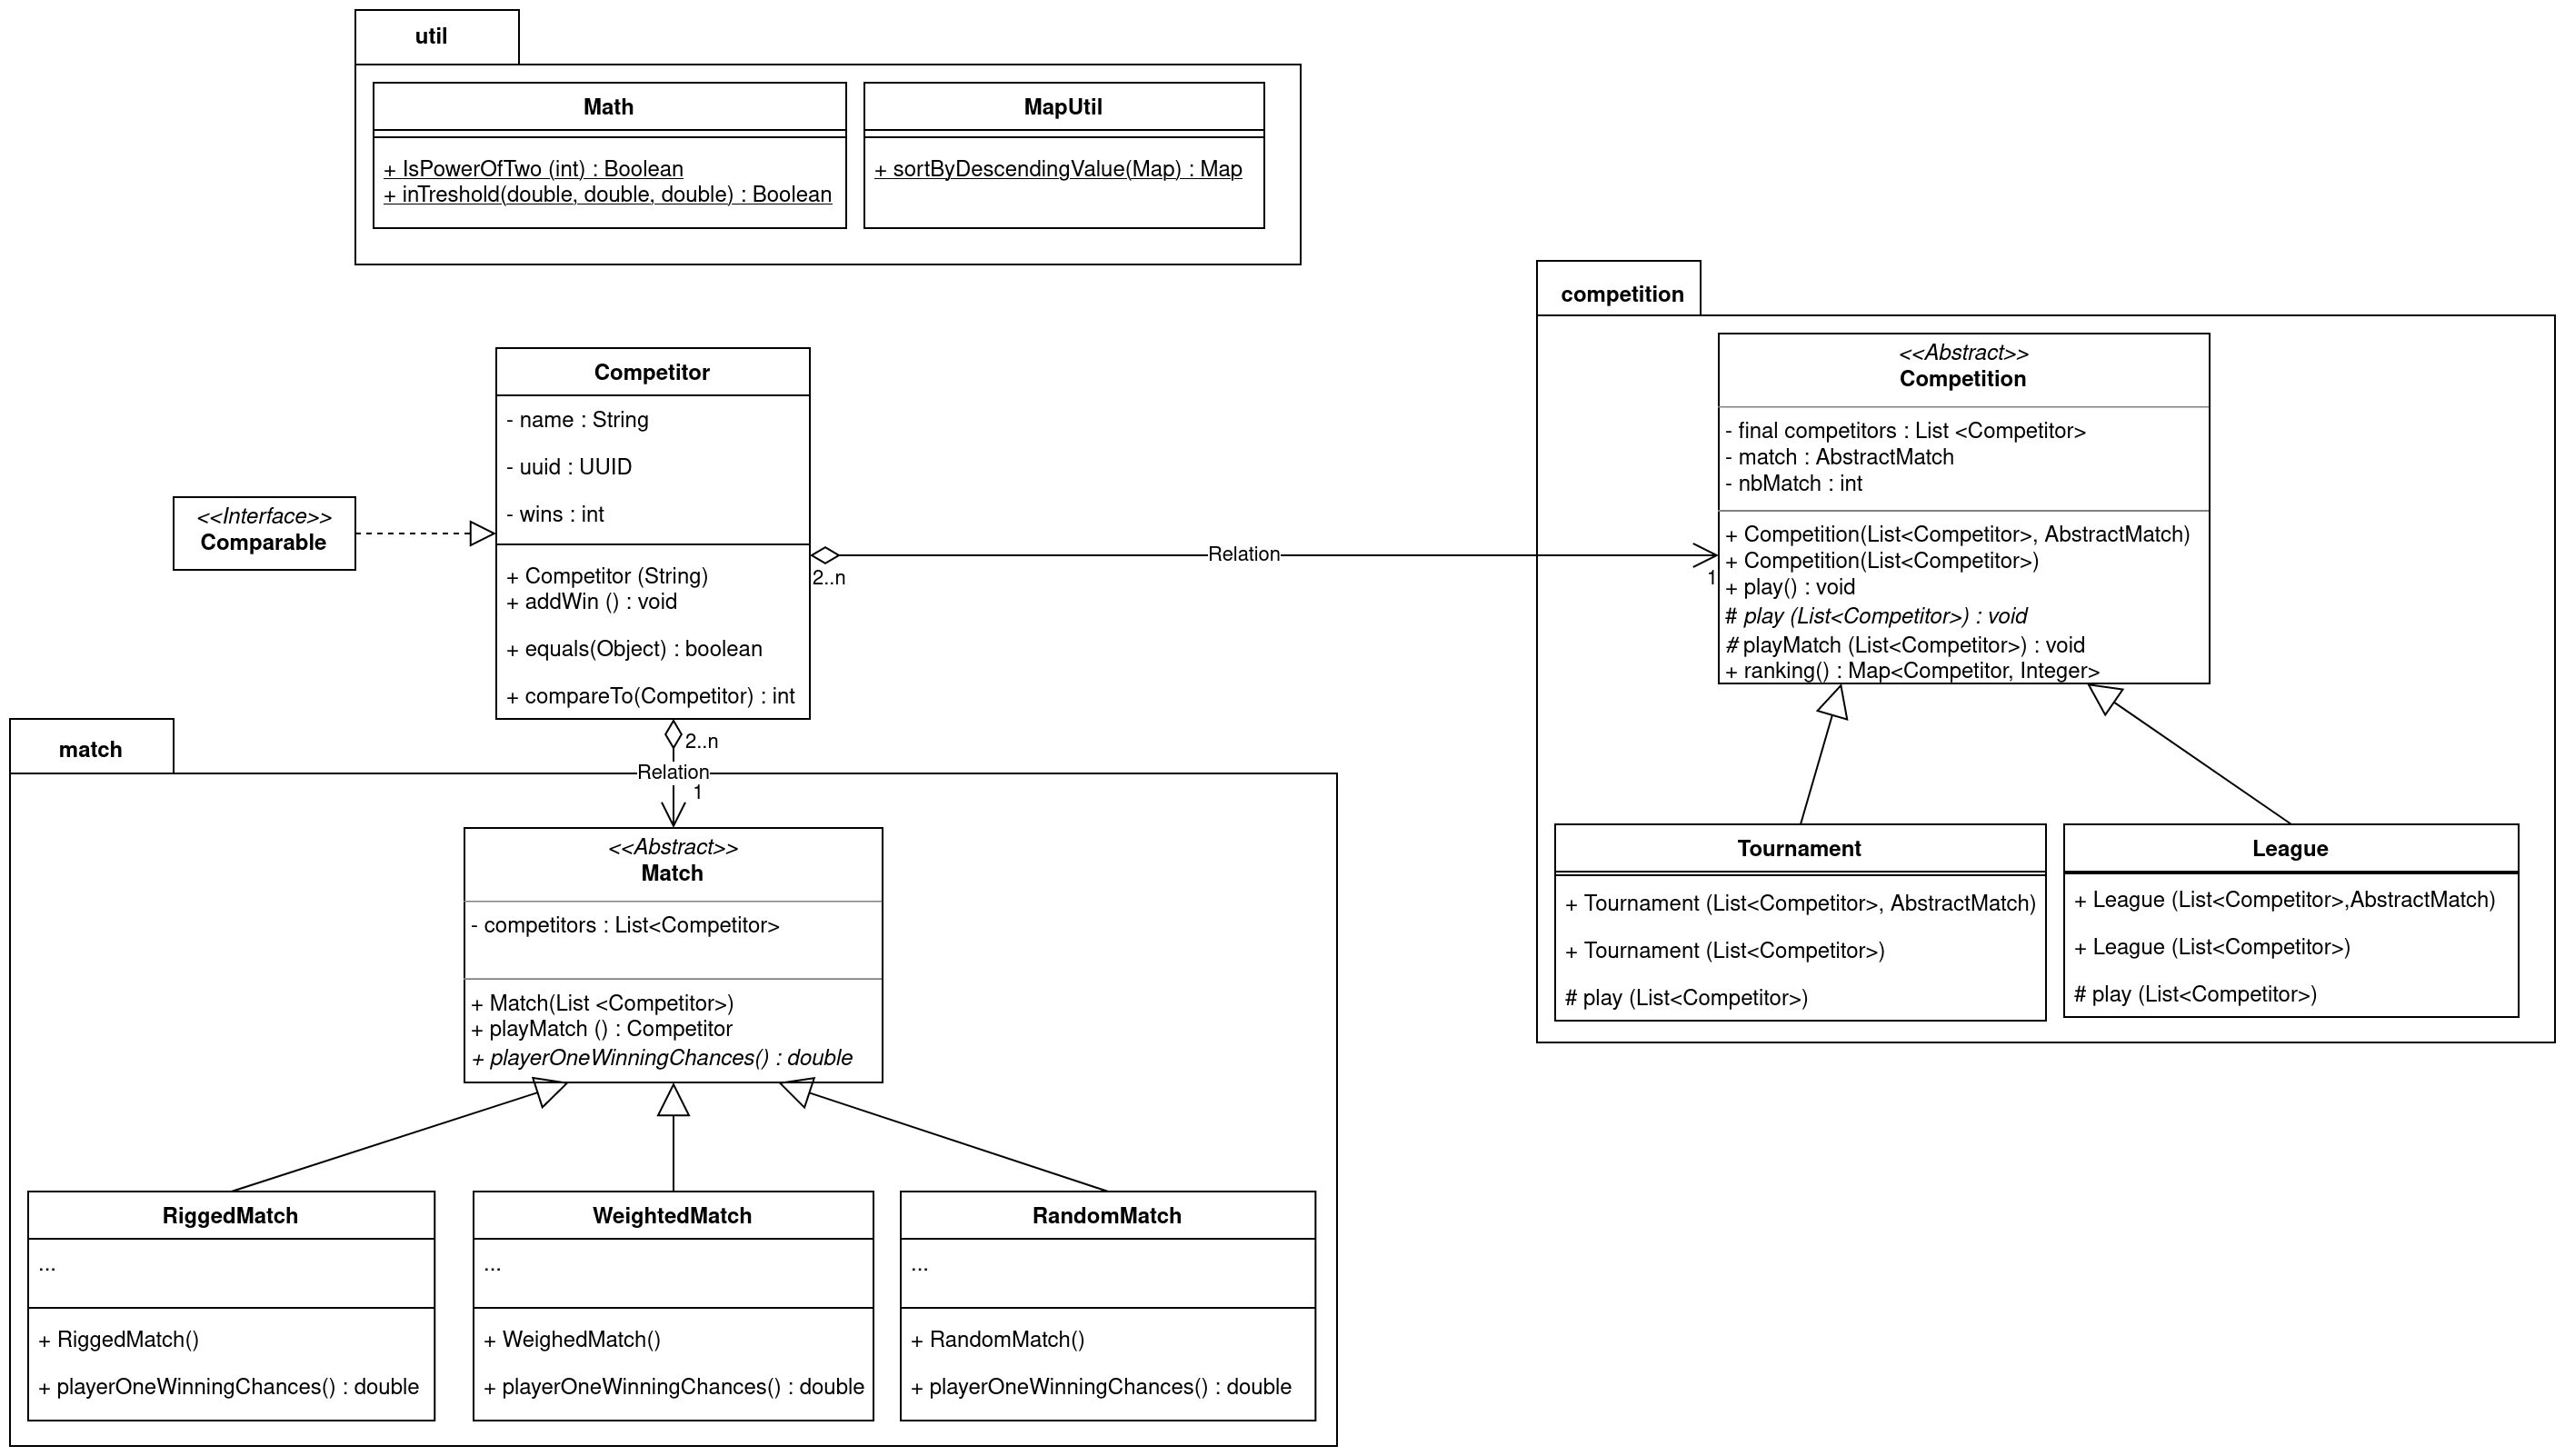 util
Math
+ IsPowerOfTwo (int) : Boolean
+ inTreshold(double, double, double) : Boolean
MapUtil
+ sortByDescendingValue(Map) : Map
<<Interface>>
Comparable
Competitor
- name : String
- uuid : UUID
- wins : int
+ Competitor (String)
+ addWin () : void
+ equals(Object) : boolean
+ compareTo(Competitor) : int
2..n
Relation
1
competition
<<Abstract>>
Competition
- final competitors : List <Competitor>
- match : AbstractMatch
- nbMatch : int
+ Competition(List<Competitor>, AbstractMatch)
+ Competition(List<Competitor>)
+ play() : void
# play (List<Competitor>) : void
# playMatch (List<Competitor>) : void
+ ranking() : Map<Competitor, Integer>
Tournament
+ Tournament (List<Competitor>, AbstractMatch)
+ Tournament (List<Competitor>)
# play (List<Competitor>)
League
+ League (List<Competitor>,AbstractMatch)
+ League (List<Competitor>)
# play (List<Competitor>)
match
2..n
Relation
1
<<Abstract>>
Match
- competitors : List<Competitor>
+ Match(List <Competitor>)
+ playMatch () : Competitor
+ playerOneWinningChances() : double
RiggedMatch
...
+ RiggedMatch()
+ playerOneWinningChances() : double
WeightedMatch
...
+ WeighedMatch()
+ playerOneWinningChances() : double
RandomMatch
...
+ RandomMatch()
+ playerOneWinningChances() : double